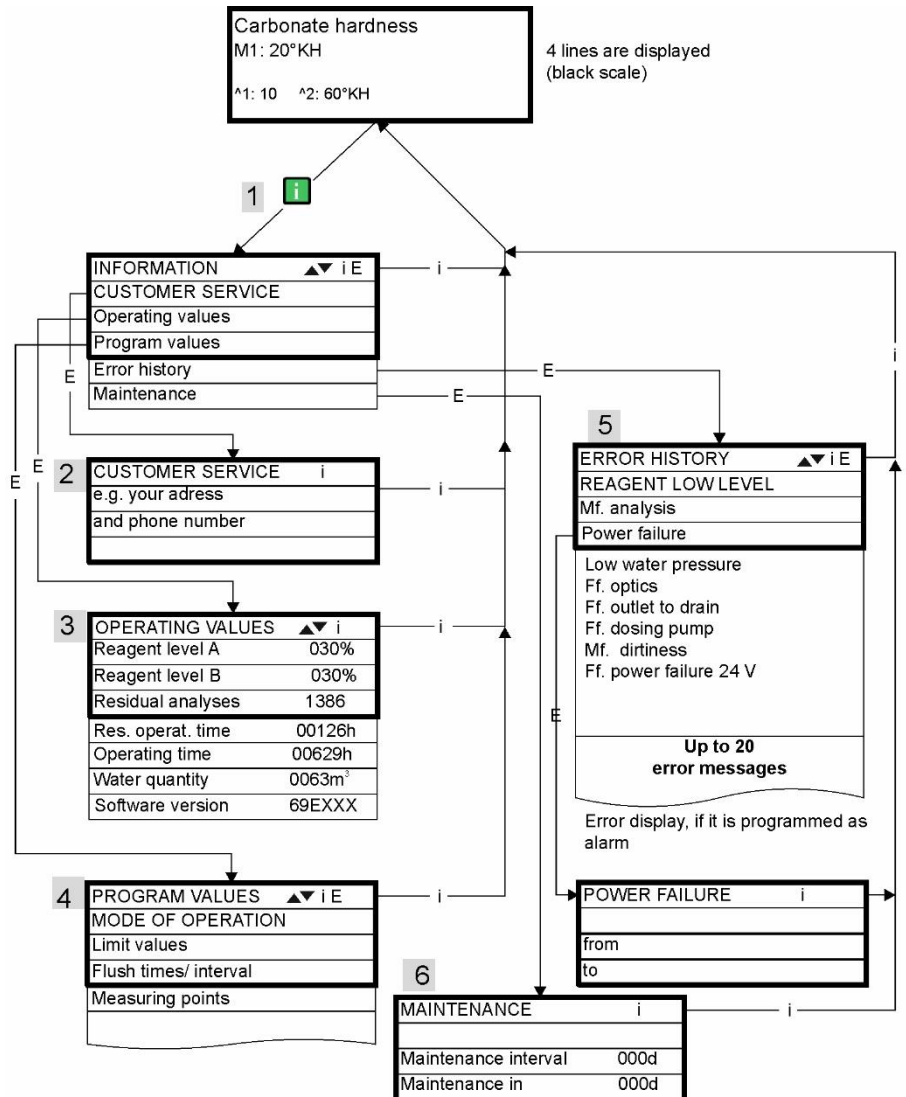 Carbonate hardness
M1: 20°KH
^1: 10 ^2: 60°KH
4 lines are displayed
(black scale)
1
i
INFORMATION ▲▼ i E
CUSTOMER SERVICE
Operating values
Program values
Error history
Maintenance
i
E
E
E
E
E
i
2
CUSTOMER SERVICE i
e.g. your adress
and phone number
i
3
OPERATING VALUES ▲▼ i
Reagent level A 030%
Reagent level B 030%
Residual analyses 1386
Res. operat. time 00126h
Operating time 00629h
Water quantity 0063m³
Software version 69EXXX
i
4
PROGRAM VALUES ▲▼ i E
MODE OF OPERATION
Limit values
Flush times/ interval
Measuring points
i
5
ERROR HISTORY ▲▼ i E
REAGENT LOW LEVEL
Mf. analysis
Power failure
Low water pressure
Ff. optics
Ff. outlet to drain
Ff. dosing pump
Mf. dirtiness
Ff. power failure 24 V
Up to 20
error messages
Error display, if it is programmed as
alarm
E
POWER FAILURE i
from
to
6
MAINTENANCE i
Maintenance interval 000d
Maintenance in 000d
i